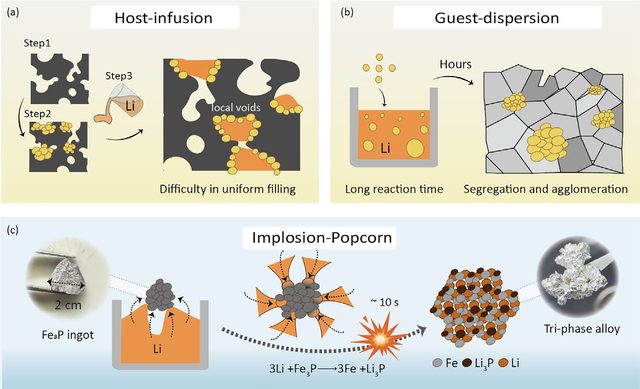 (a)
Host-infusion
Step1
Step2
Step3
Li
local voids
Difficulty in uniform filling
(b)
Guest-dispersion
Hours
Li
Long reaction time
Segregation and agglomeration
(c)
Implosion-Popcorn
2 cm
Fe₃P ingot
Li
~ 10 s
3Li +Fe₃P⟶3Fe +Li₃P
Tri-phase alloy
Fe Li₃P Li